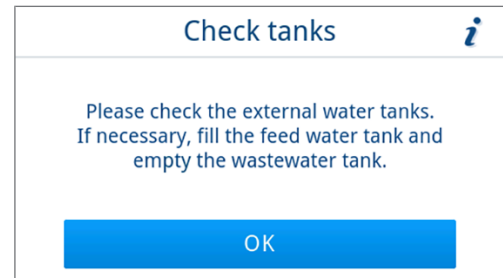 Check tanks
i
Please check the external water tanks.
If necessary, fill the feed water tank and
empty the wastewater tank.
OK